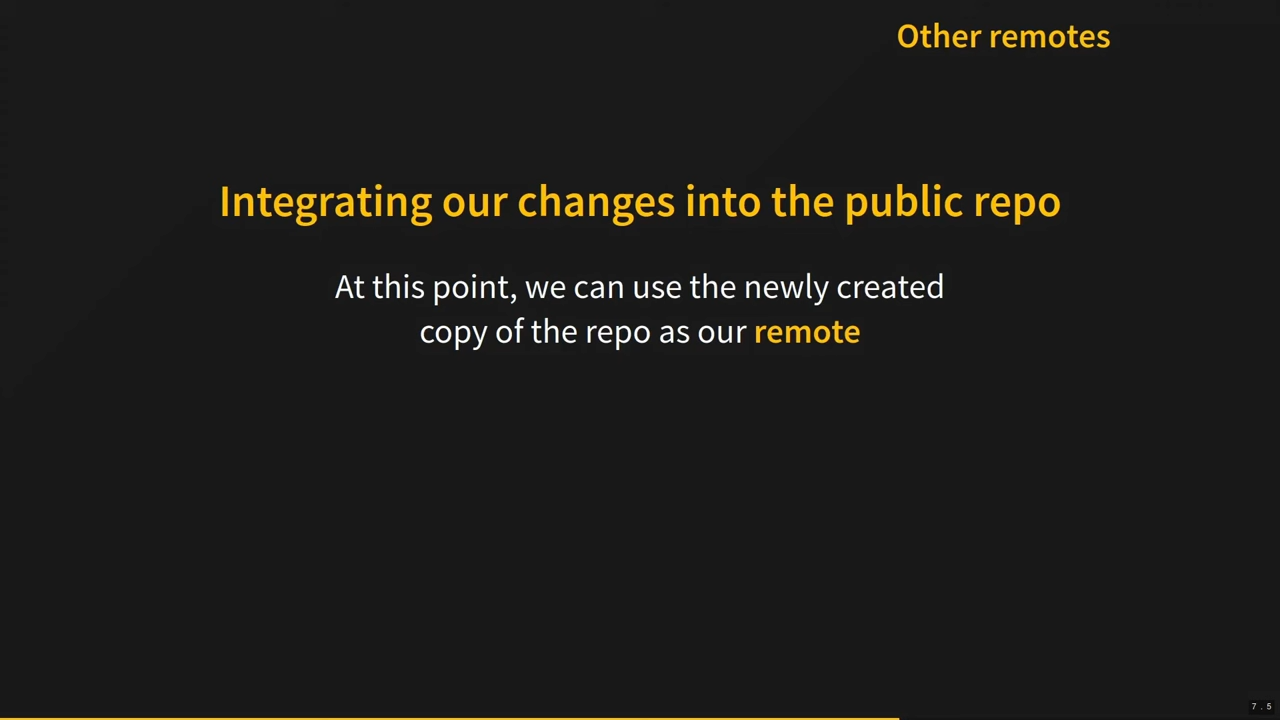 Other remotes
Integrating our changes into the public repo
At this point, we can use the newly created
copy of the repo as our remote
7 . 5